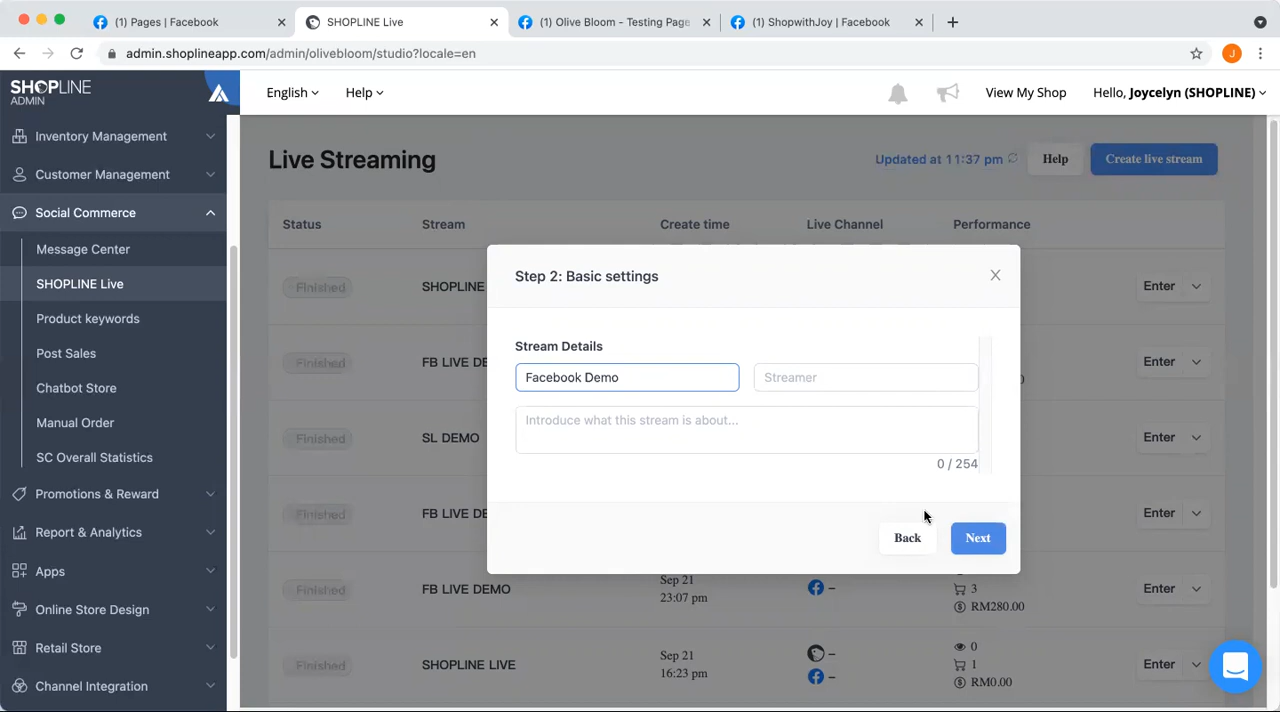 (1) Pages | Facebook
SHOPLINE Live
(1) Olive Bloom - Testing Page
(1) ShopwithJoy | Facebook
admin.shoplineapp.com/admin/olivebloom/studio?locale=en
J
SHOPLINE
ADMIN
English
Help
View My Shop
Hello, Joycelyn (SHOPLINE)
Inventory Management
Customer Management
Social Commerce
Message Center
SHOPLINE Live
Product keywords
Post Sales
Chatbot Store
Manual Order
SC Overall Statistics
Promotions & Reward
Report & Analytics
Apps
Online Store Design
Retail Store
Channel Integration
Live Streaming
Updated at 11:37 pm
Help
Create live stream
Status Stream Create time Live Channel Performance
Finished SHOPLINE Enter
Finished FB LIVE DE Enter
Finished SL DEMO Enter
Finished FB LIVE DE Enter
Step 2: Basic settings
Stream Details
Facebook Demo
Streamer
Introduce what this stream is about...
0 / 254
Back
Next
Finished FB LIVE DEMO Sep 21
23:07 pm
–
3
RM280.00
Enter
Finished SHOPLINE LIVE Sep 21
16:23 pm
–
–
0
1
RM0.00
Enter